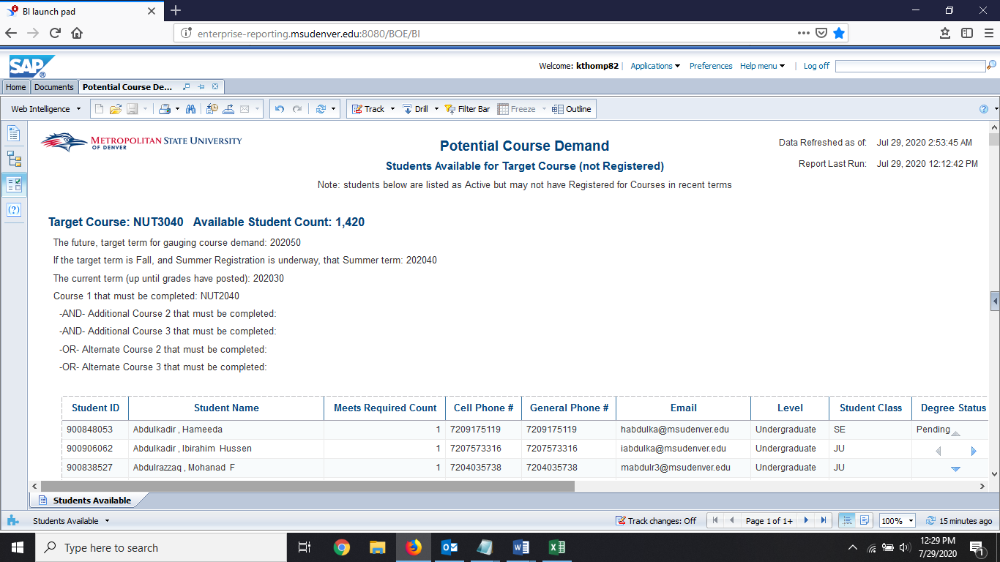 BI launch pad
enterprise-reporting.msudenver.edu:8080/BOE/BI
SAP
Welcome: kthomp82 | Applications Preferences Help menu | Log off
Home Documents Potential Course De...
Web Intelligence Track Drill Filter Bar Freeze Outline
METROPOLITAN STATE UNIVERSITY
OF DENVER
Potential Course Demand
Data Refreshed as of: Jul 29, 2020 2:53:45 AM
Students Available for Target Course (not Registered)
Report Last Run: Jul 29, 2020 12:12:42 PM
Note: students below are listed as Active but may not have Registered for Courses in recent terms
Target Course: NUT3040 Available Student Count: 1,420
The future, target term for gauging course demand: 202050
If the target term is Fall, and Summer Registration is underway, that Summer term: 202040
The current term (up until grades have posted): 202030
Course 1 that must be completed: NUT2040
-AND- Additional Course 2 that must be completed:
-AND- Additional Course 3 that must be completed:
-OR- Alternate Course 2 that must be completed:
-OR- Alternate Course 3 that must be completed:
Student ID Student Name Meets Required Count Cell Phone # General Phone # Email Level Student Class Degree Status
900848053 Abdulkadir , Hameeda 1 7209175119 7209175119 habdulka@msudenver.edu Undergraduate SE Pending
900906062 Abdulkadir , Ibirahim Hussen 1 7207573316 7207573316 iabdulka@msudenver.edu Undergraduate JU
900838527 Abdulrazzaq , Mohanad F 1 7204035738 7204035738 mabdulr3@msudenver.edu Undergraduate JU
Students Available
Students Available Track changes: Off Page 1 of 1+ 100% 15 minutes ago
Type here to search
12:29 PM
7/29/2020
1